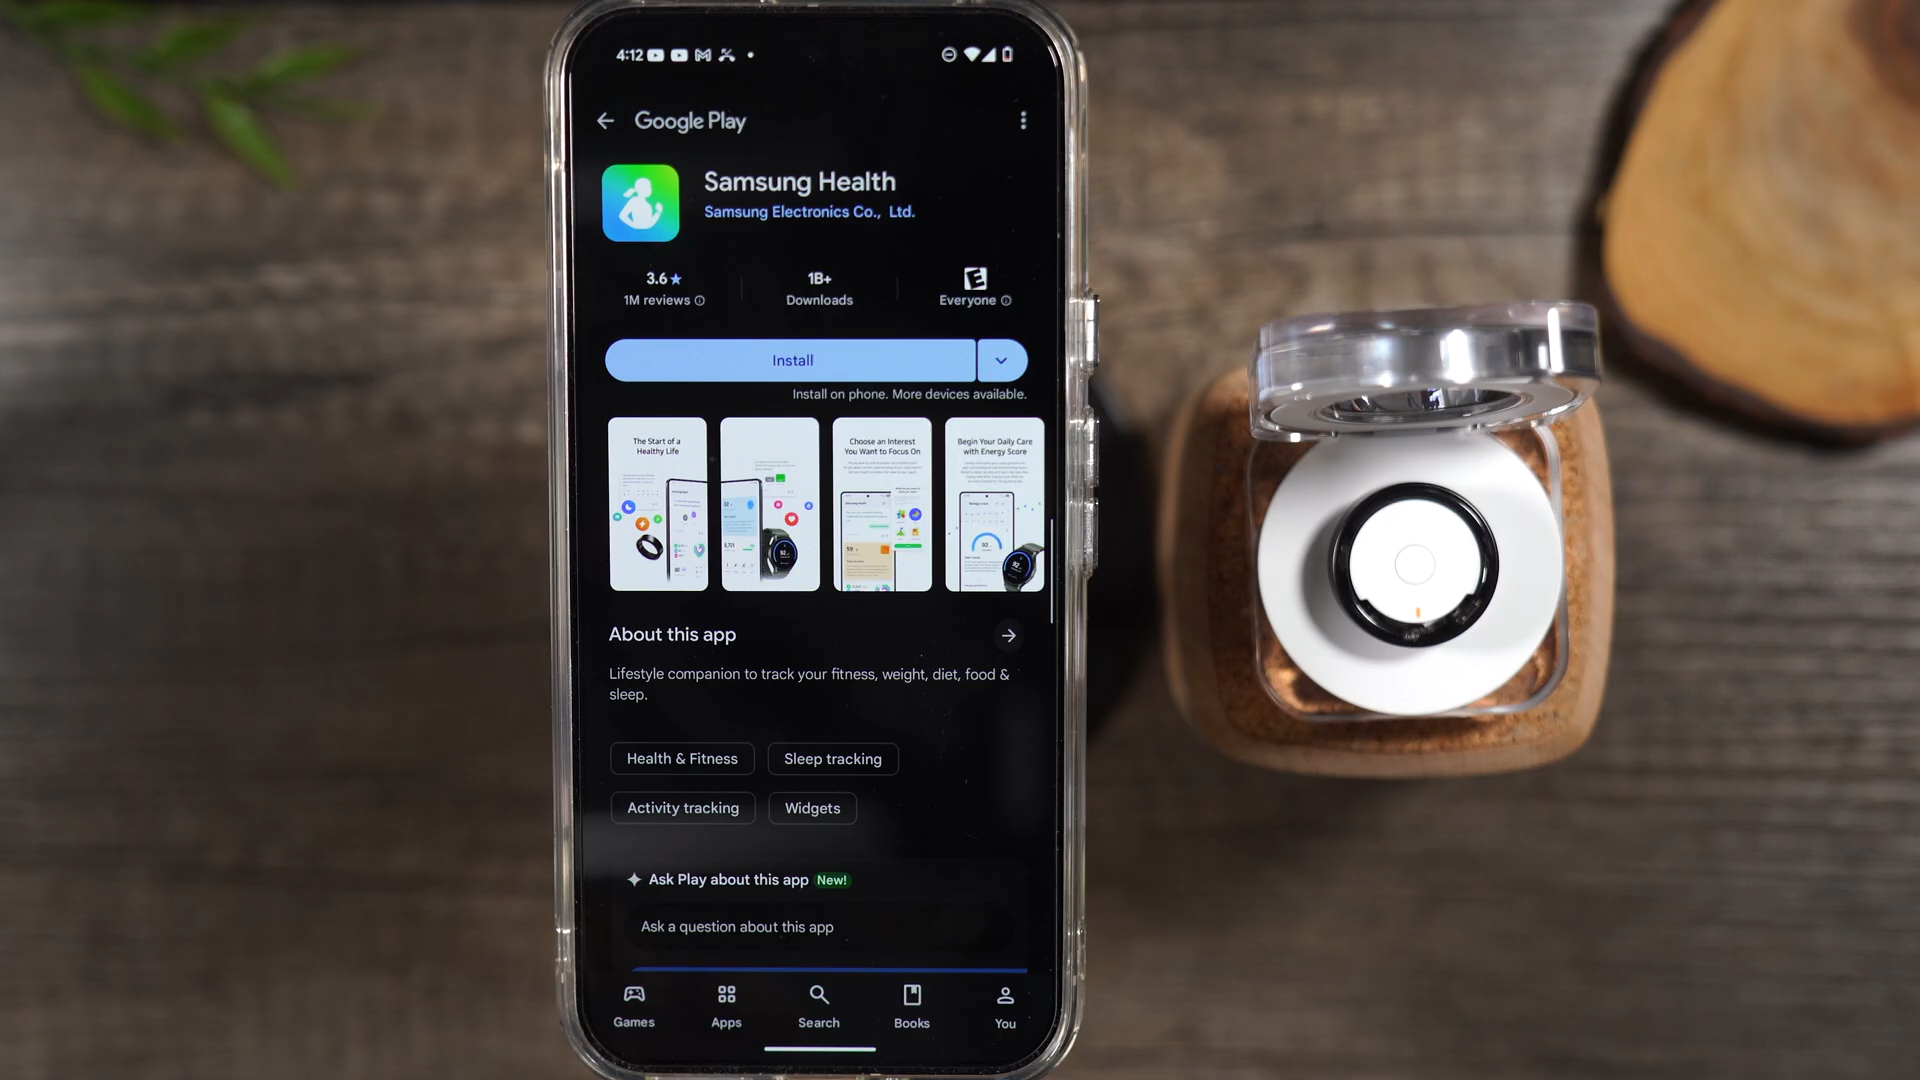 4:12
Google Play
Samsung Health
Samsung Electronics Co., Ltd.
3.6★
1M reviews
1B+
Downloads
E
Everyone
Install
Install on phone. More devices available.
The Start of a
Healthy Life
Choose an Interest
You Want to Focus On
Begin Your Daily Care
with Energy Score
About this app
Lifestyle companion to track your fitness, weight, diet, food &
sleep.
Health & Fitness
Sleep tracking
Activity tracking
Widgets
Ask Play about this app New!
Ask a question about this app
Games
Apps
Search
Books
You